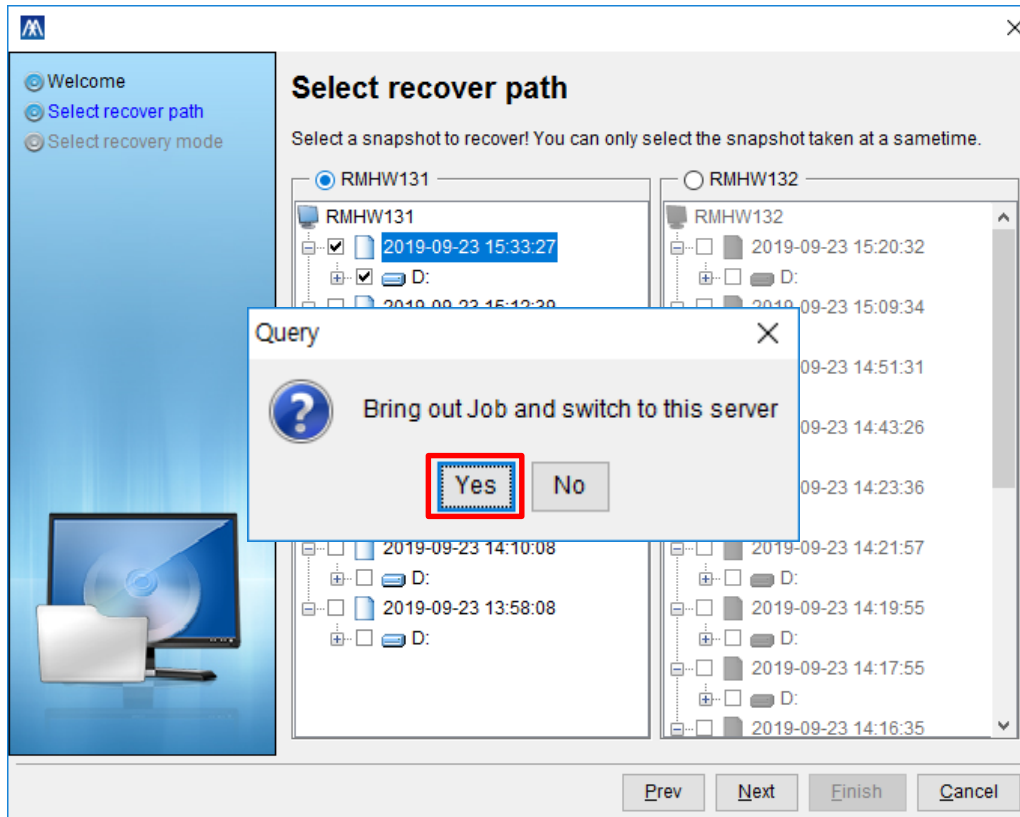 Welcome
Select recover path
Select recovery mode
Select recover path
Select a snapshot to recover! You can only select the snapshot taken at a sametime.
RMHW131
RMHW131
2019-09-23 15:33:27
D:
2019-09-23 15:12:39
2019-09-23 14:10:08
D:
2019-09-23 13:58:08
D:
RMHW132
RMHW132
2019-09-23 15:20:32
D:
09-23 15:09:34
09-23 14:51:31
09-23 14:43:26
09-23 14:23:36
2019-09-23 14:21:57
D:
2019-09-23 14:19:55
D:
2019-09-23 14:17:55
D:
2019-09-23 14:16:35
Query
Bring out Job and switch to this server
Yes No
Prev Next Finish Cancel